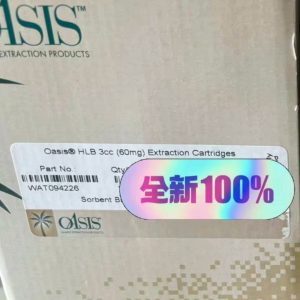 OASIS
EXTRACTION PRODUCTS
Oasis® HLB 3cc (60mg) Extraction Cartridges
Part No. Qty
WAT094226
全新100%
Sorbent
OASIS